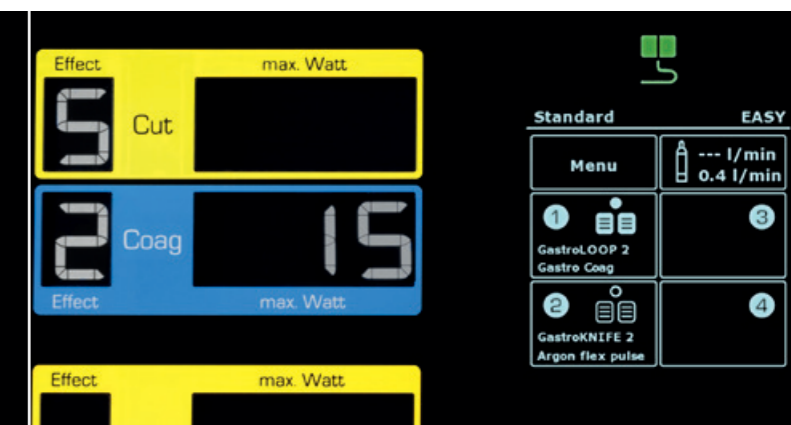 Effect max. Watt
5 Cut
2 Coag 15
Effect max. Watt
Effect max. Watt
Standard EASY
Menu
--- l/min
0.4 l/min
1
GastroLOOP 2
Gastro Coag
3
2
GastroKNIFE 2
Argon flex pulse
4